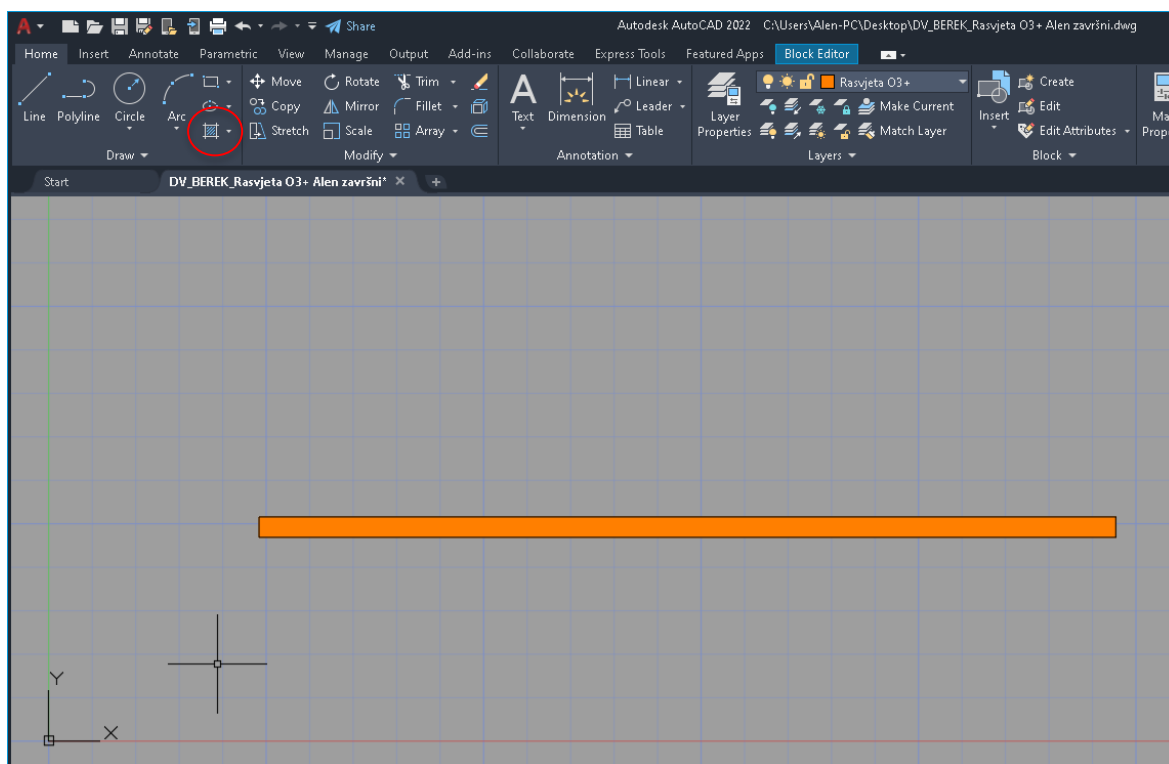 A Share Autodesk AutoCAD 2022 C:\Users\Alen-PC\Desktop\DV_BEREK_Rasvjeta O3+ Alen završni.dwg
Home Insert Annotate Parametric View Manage Output Add-ins Collaborate Express Tools Featured Apps Block Editor
Move Rotate Trim Linear Rasvjeta O3+ Create
Copy Mirror Fillet Leader Make Current Edit
Line Polyline Circle Arc Text Dimension Layer Insert
Stretch Scale Array Table Properties Match Layer Edit Attributes
Draw Modify Annotation Layers Block
Start DV_BEREK_Rasvjeta O3+ Alen završni*
Y
X